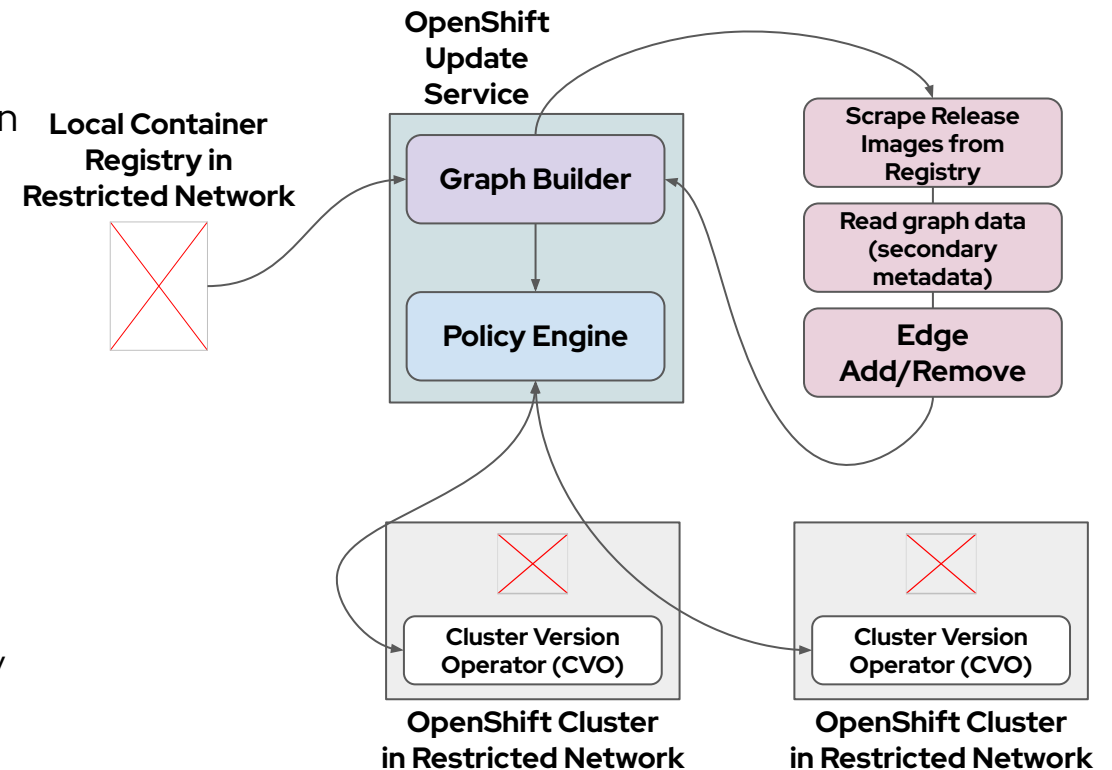 OpenShift
Update
Service
n
Local Container
Registry in
Restricted Network
Graph Builder
Policy Engine
Scrape Release
Images from
Registry
Read graph data
(secondary
metadata)
Edge
Add/Remove
y
Cluster Version
Operator (CVO)
OpenShift Cluster
in Restricted Network
Cluster Version
Operator (CVO)
OpenShift Cluster
in Restricted Network